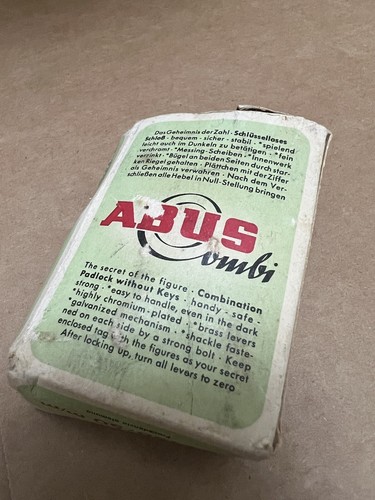 Das Geheimnis der Zahl · Schlüsselloses
Schloß · bequem · sicher · stabil · *spielend
leicht auch im Dunkeln zu betätigen · *fein
verchromt · *Messing-Scheiben · *Innenwerk
verzinkt · *Bügel an beiden Seiten durch star-
ken Riegel gehalten · Plättchen mit der Ziffer
als Geheimnis verwahren · Nach dem Ver-
schließen alle Hebel in Null-Stellung bringen
ABUS
Combi
The secret of the figure · Combination
Padlock without Keys · handy · safe ·
strong · *easy to handle, even in the dark
*highly chromium-plated · *brass levers
*galvanized mechanism · *shackle faste-
ned on each side by a strong bolt · Keep
enclosed tag with the figures as your secret
After locking up, turn all levers to zero